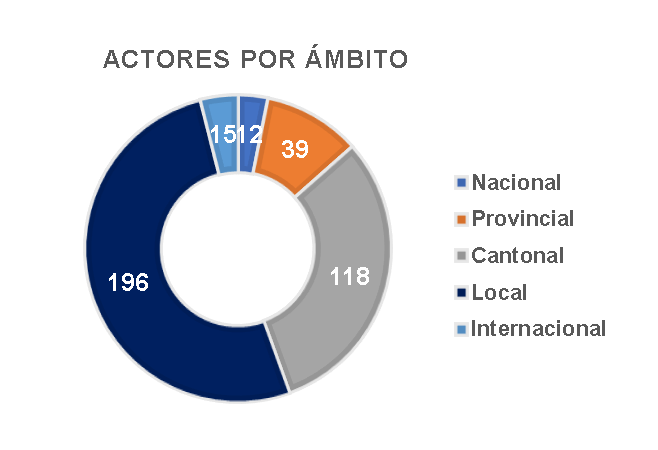 ACTORES POR ÁMBITO
15
12
39
118
196
Nacional
Provincial
Cantonal
Local
Internacional